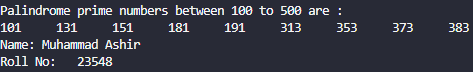 Palindrome prime numbers between 100 to 500 are :
101     131     151     181     191     313     353     373     383
Name: Muhammad Ashir
Roll No:   23548